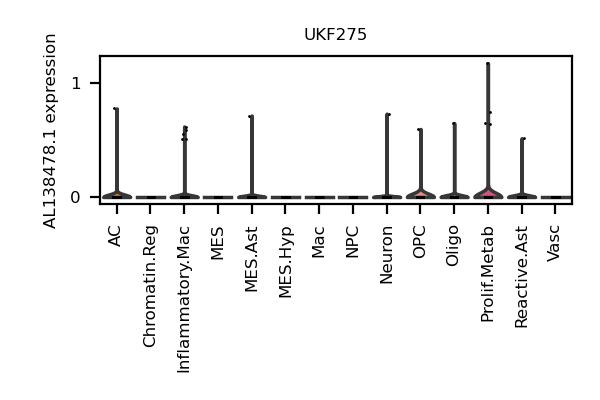 UKF275
AL138478.1 expression
1
0
AC
Chromatin.Reg
Inflammatory.Mac
MES
MES.Ast
MES.Hyp
Mac
NPC
Neuron
OPC
Oligo
Prolif.Metab
Reactive.Ast
Vasc